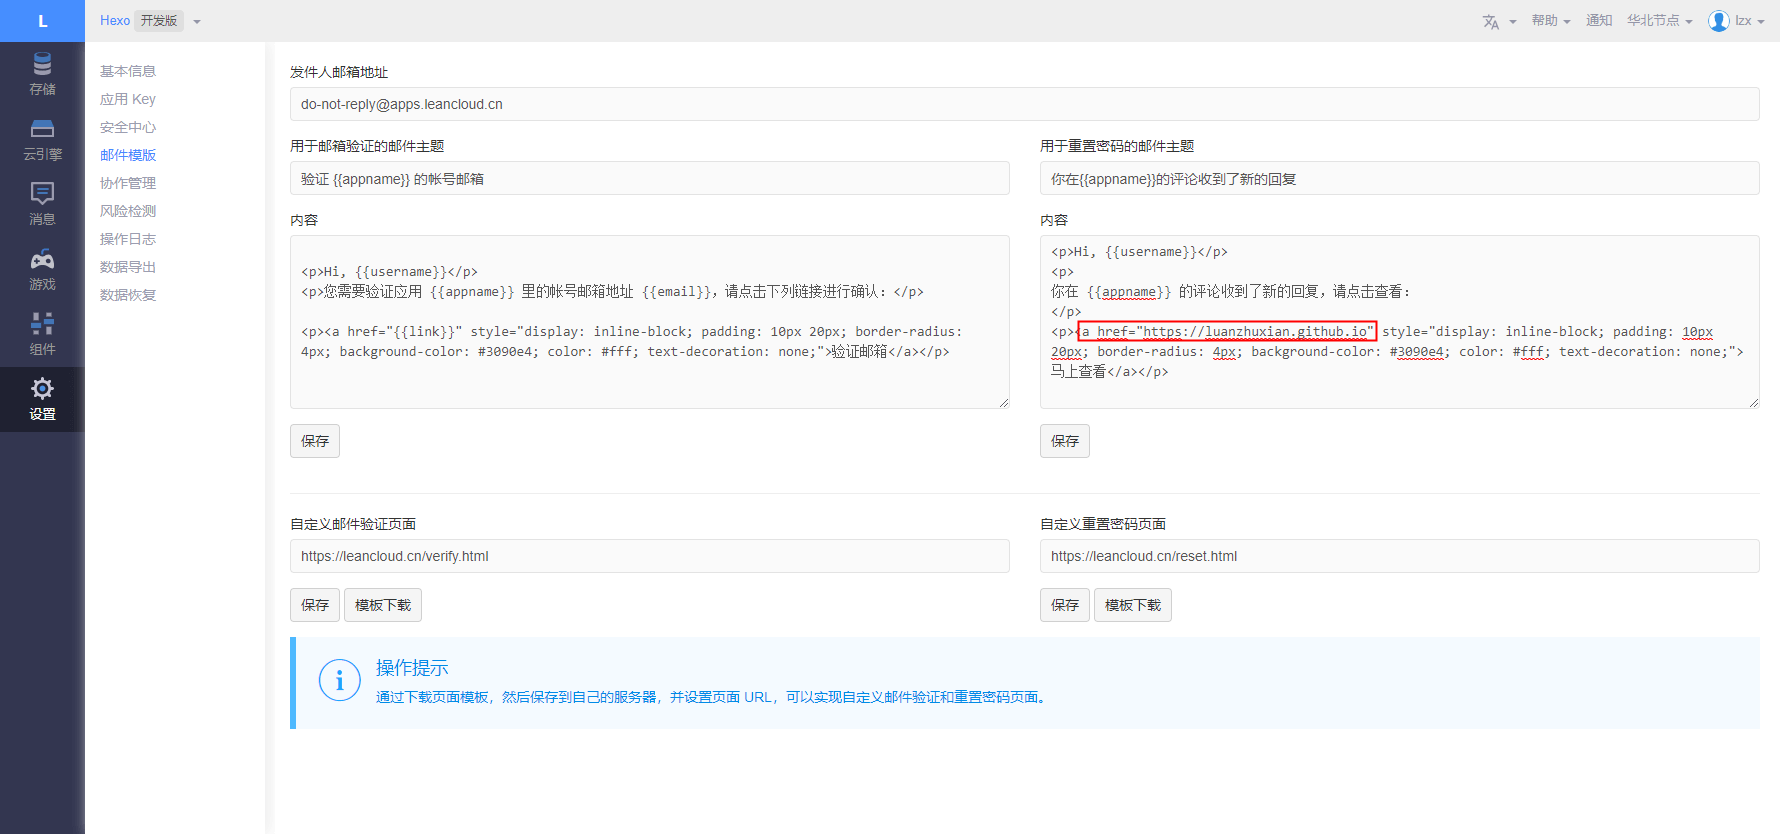 L
Hexo 开发版
帮助
通知
华北节点
lzx
存储
云引擎
消息
游戏
组件
设置
基本信息
应用 Key
安全中心
邮件模版
协作管理
风险检测
操作日志
数据导出
数据恢复
发件人邮箱地址
do-not-reply@apps.leancloud.cn
用于邮箱验证的邮件主题
验证 {{appname}} 的帐号邮箱
内容
<p>Hi, {{username}}</p>
<p>您需要验证应用 {{appname}} 里的帐号邮箱地址 {{email}}，请点击下列链接进行确认：</p>
<p><a href="{{link}}" style="display: inline-block; padding: 10px 20px; border-radius:
4px; background-color: #3090e4; color: #fff; text-decoration: none;">验证邮箱</a></p>
保存
用于重置密码的邮件主题
你在{{appname}}的评论收到了新的回复
内容
<p>Hi, {{username}}</p>
<p>
你在 {{appname}} 的评论收到了新的回复，请点击查看：
</p>
<p><a href="https://luanzhuxian.github.io" style="display: inline-block; padding: 10px
20px; border-radius: 4px; background-color: #3090e4; color: #fff; text-decoration: none;">
马上查看</a></p>
保存
自定义邮件验证页面
https://leancloud.cn/verify.html
保存 模板下载
自定义重置密码页面
https://leancloud.cn/reset.html
保存 模板下载
操作提示
通过下载页面模板，然后保存到自己的服务器，并设置页面 URL，可以实现自定义邮件验证和重置密码页面。